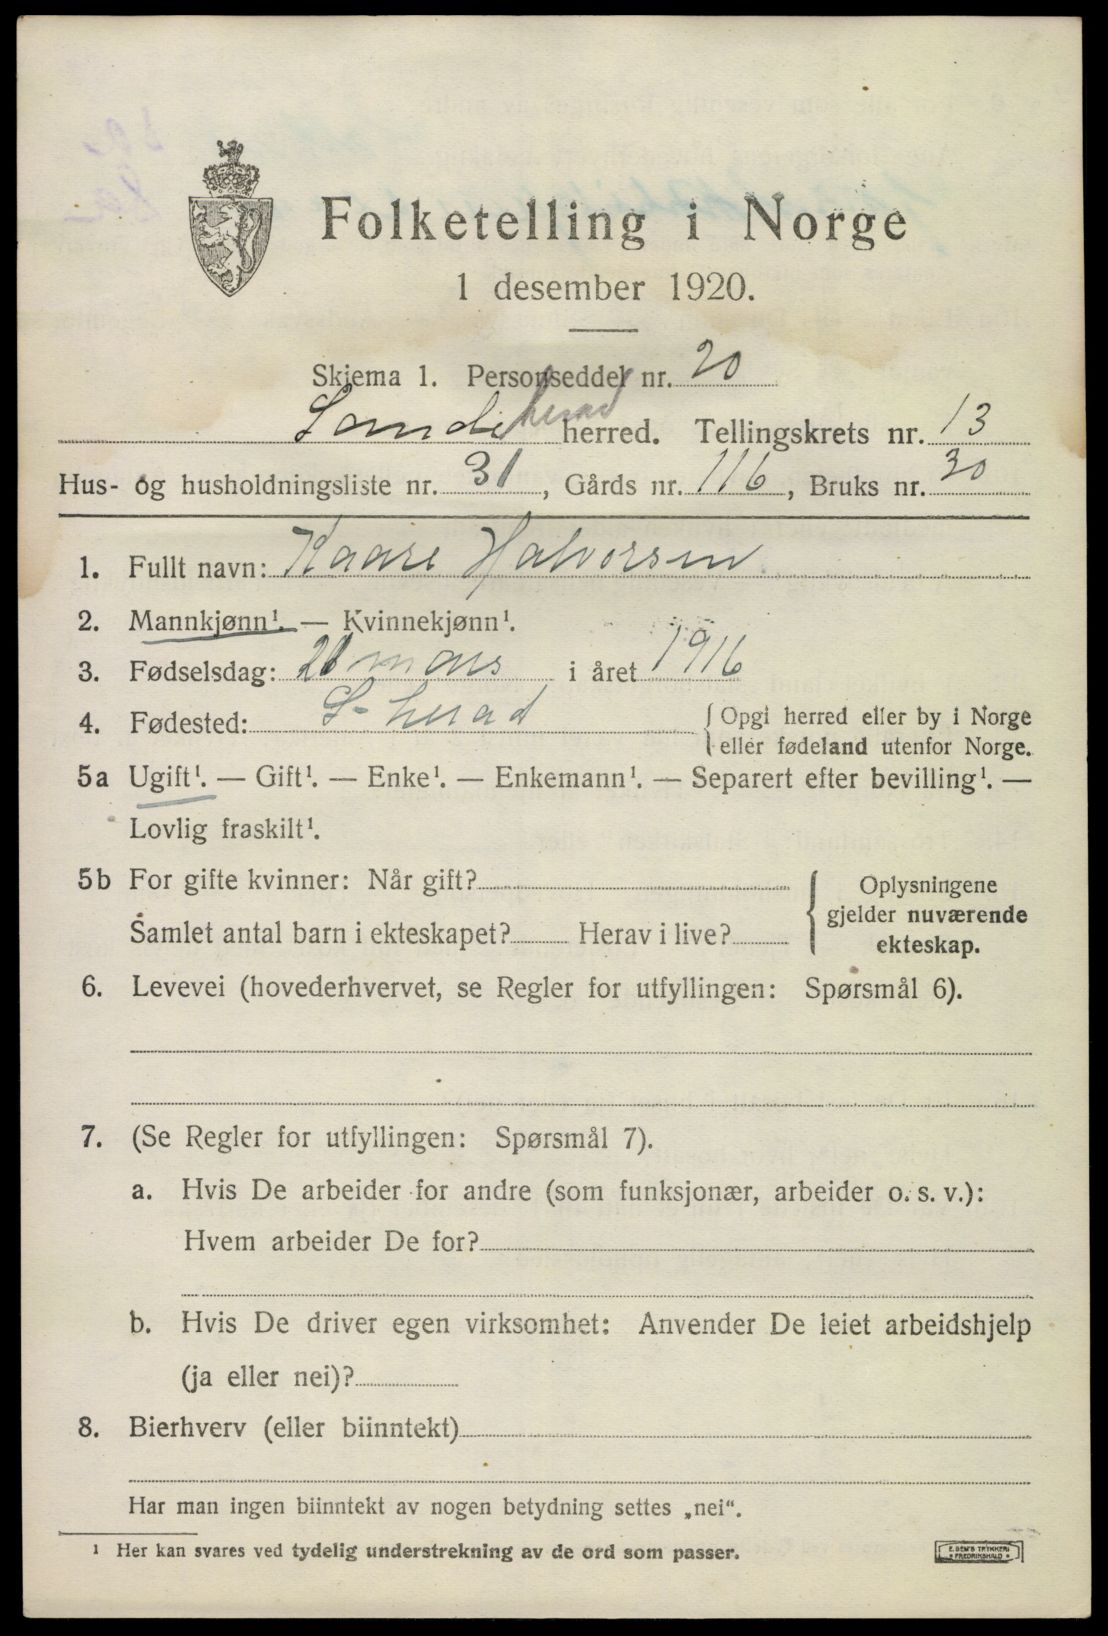 Folketelling i Norge
1 desember 1920.
Skjema 1. Personseddel nr. 20
Sandeherad herred. Tellingskrets nr. 13
Hus- og husholdningsliste nr. 31, Gårds nr. 116, Bruks nr. 30
1. Fullt navn: Kaare Halvorsen
2. Mannkjønn¹. — Kvinnekjønn¹.
3. Fødselsdag: mars i året 1916
4. Fødested: S-herad { Opgi herred eller by i Norge
eller fødeland utenfor Norge.
5a Ugift¹. — Gift¹. — Enke¹. — Enkemann¹. — Separert efter bevilling¹. —
Lovlig fraskilt¹.
5b For gifte kvinner: Når gift?
Samlet antal barn i ekteskapet? Herav i live?
{ Oplysningene
gjelder nuværende
ekteskap.
6. Levevei (hovederhvervet, se Regler for utfyllingen: Spørsmål 6).
7. (Se Regler for utfyllingen: Spørsmål 7).
a. Hvis De arbeider for andre (som funksjonær, arbeider o. s. v.):
Hvem arbeider De for?
b. Hvis De driver egen virksomhet: Anvender De leiet arbeidshjelp
(ja eller nei)?
8. Bierhverv (eller biinntekt)
Har man ingen biinntekt av nogen betydning settes „nei“.
¹ Her kan svares ved tydelig understrekning av de ord som passer.
E. SEM'S TRYKKERI
FREDRIKSHALD